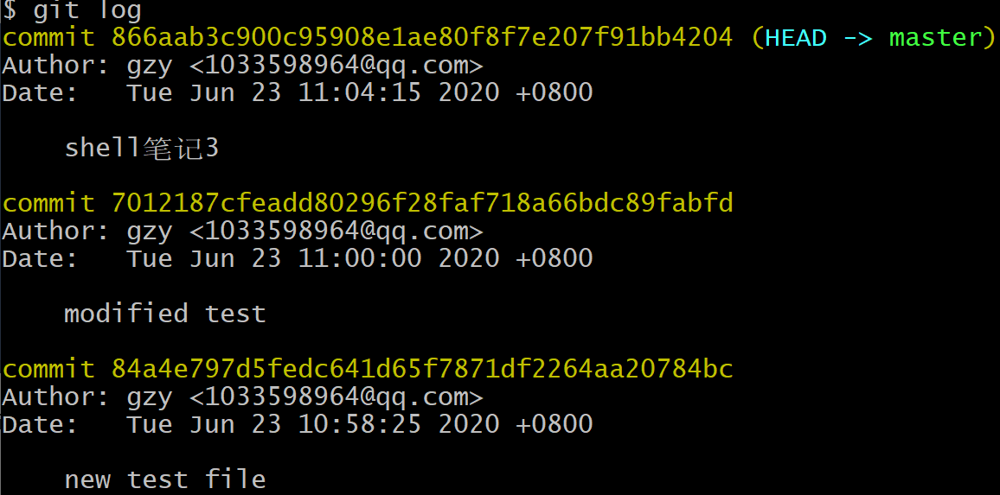 $ git log
commit 866aab3c900c95908e1ae80f8f7e207f91bb4204 (HEAD -> master)
Author: gzy <1033598964@qq.com>
Date:   Tue Jun 23 11:04:15 2020 +0800
shell笔记3
commit 7012187cfeadd80296f28faf718a66bdc89fabfd
Author: gzy <1033598964@qq.com>
Date:   Tue Jun 23 11:00:00 2020 +0800
modified test
commit 84a4e797d5fedc641d65f7871df2264aa20784bc
Author: gzy <1033598964@qq.com>
Date:   Tue Jun 23 10:58:25 2020 +0800
new test file